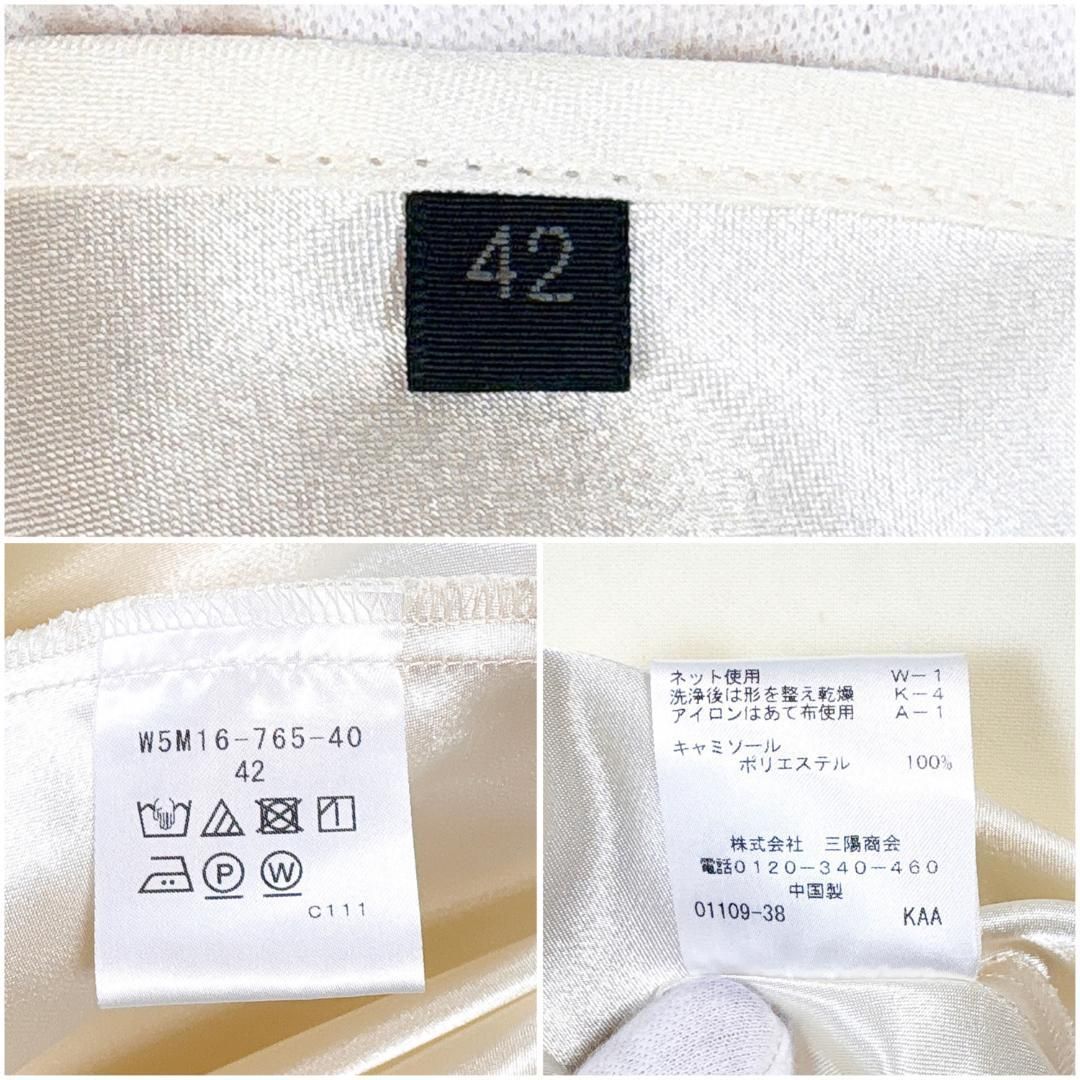 42
W5M16-765-40
42
P W
C111
ネット使用 W-1
洗浄後は形を整え乾燥 K-4
アイロンはあて布使用 A-1
キャミソール
ポリエステル 100%
株式会社 三陽商会
電話0120-340-460
中国製
01109-38 KAA